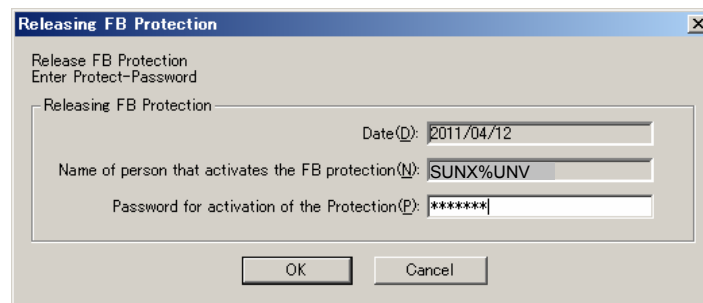 Releasing FB Protection
Release FB Protection
Enter Protect-Password
Releasing FB Protection
Date(D): 2011/04/12
Name of person that activates the FB protection(N): SUNX%UNV
Password for activation of the Protection(P): *******
OK Cancel